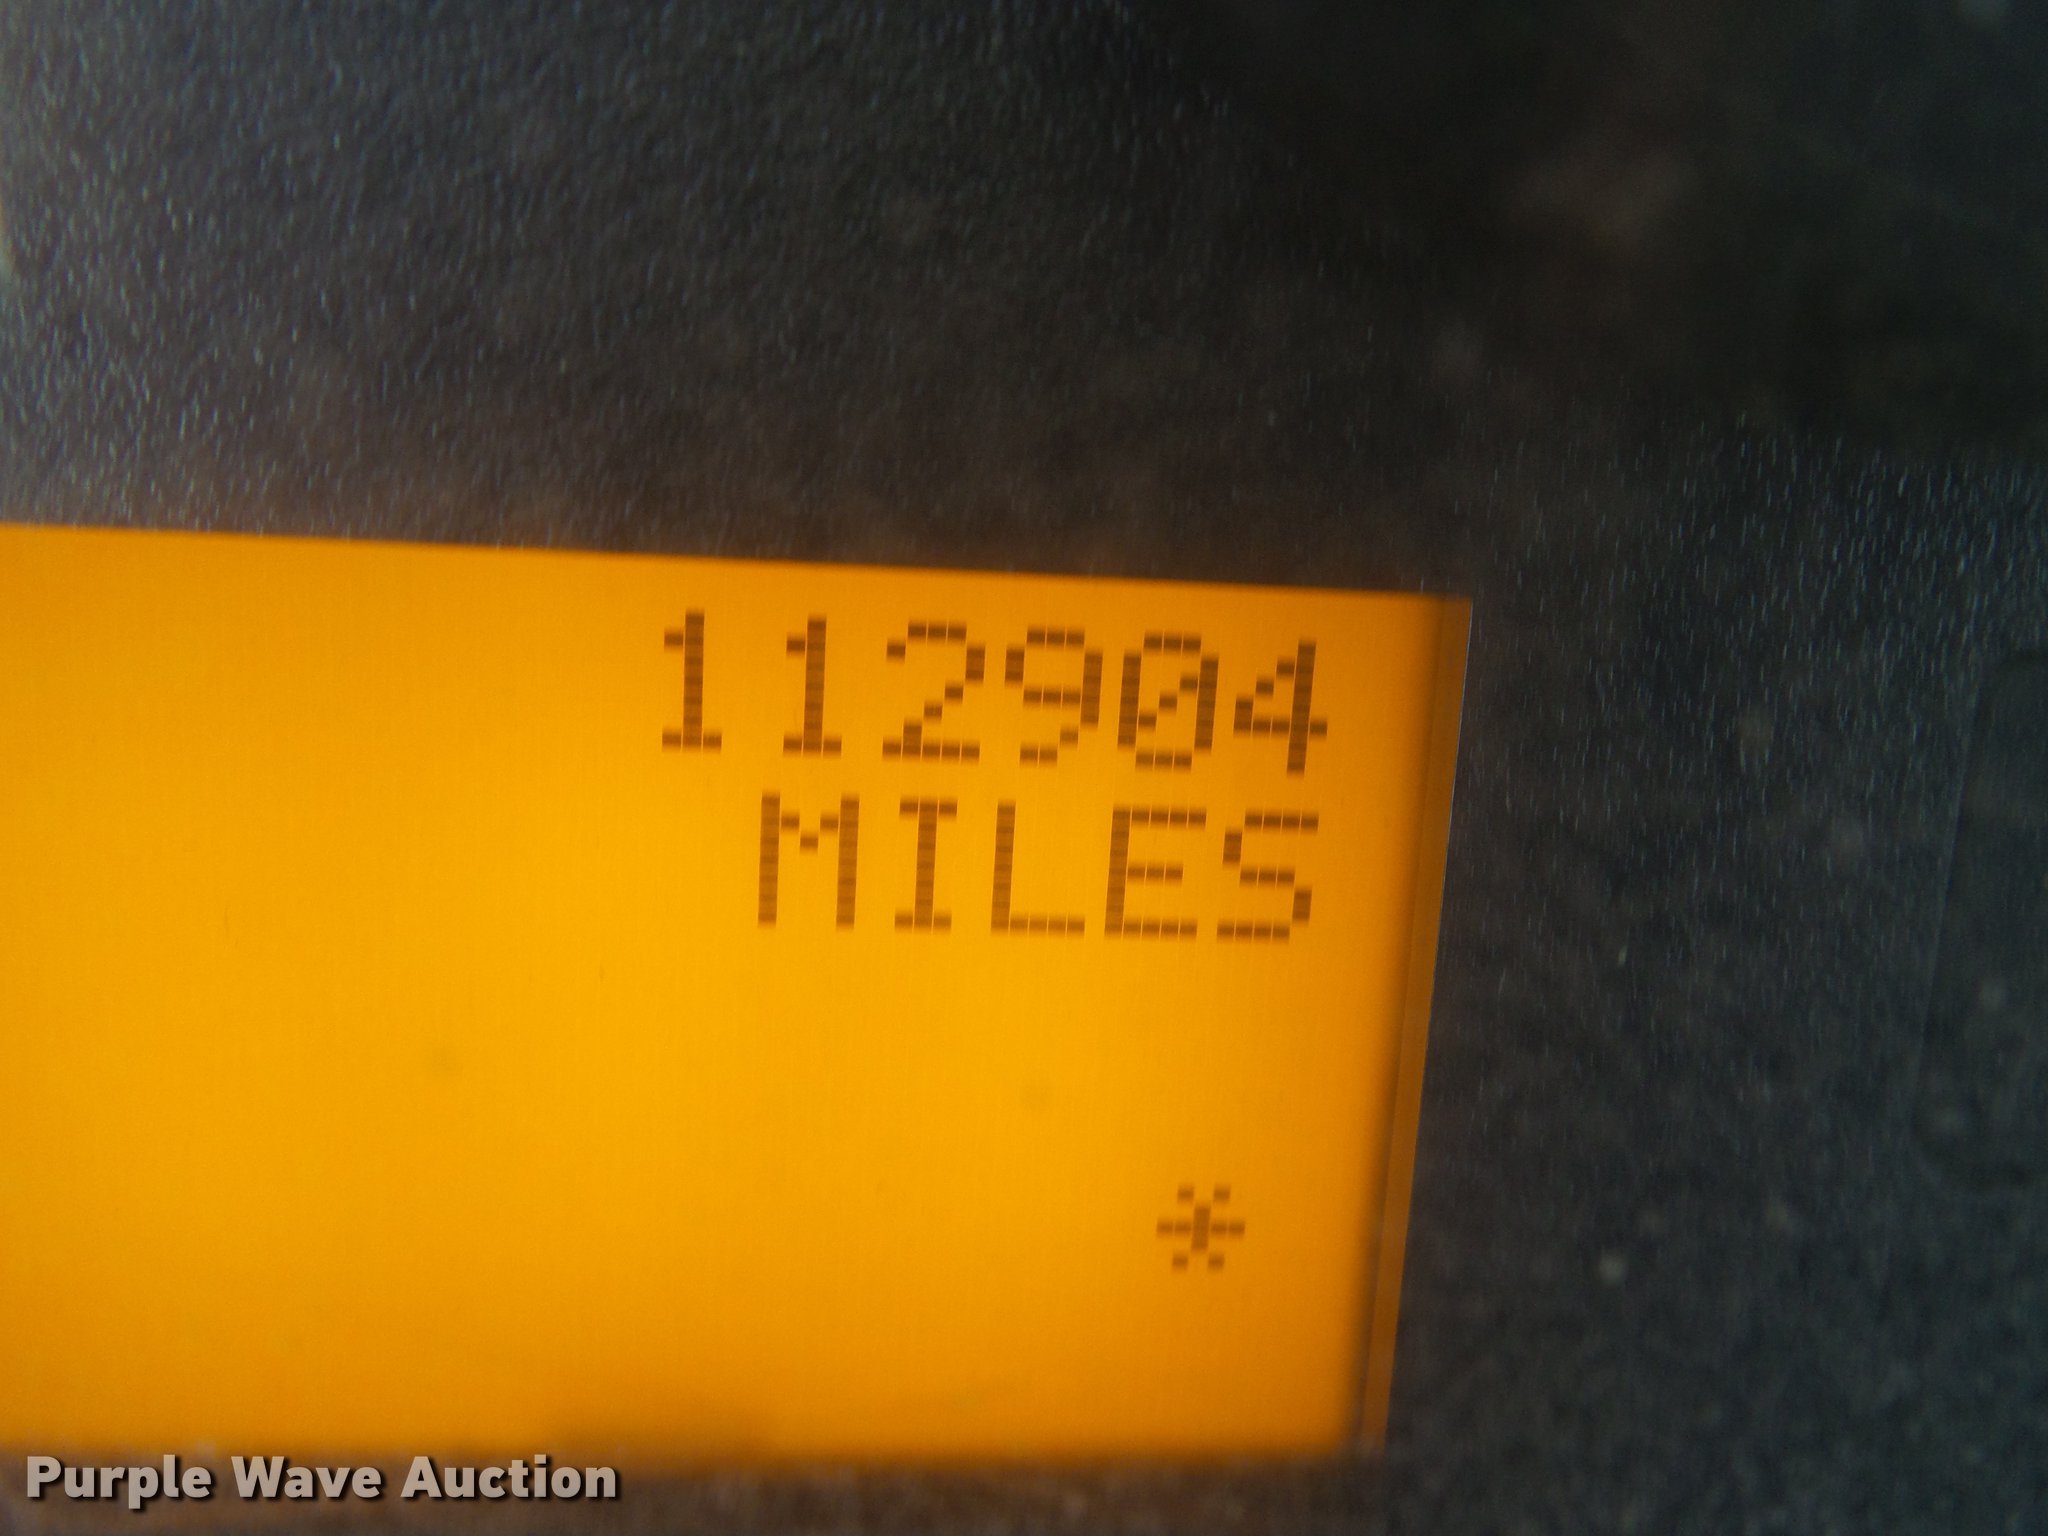 112904
MILES
*
Purple Wave Auction